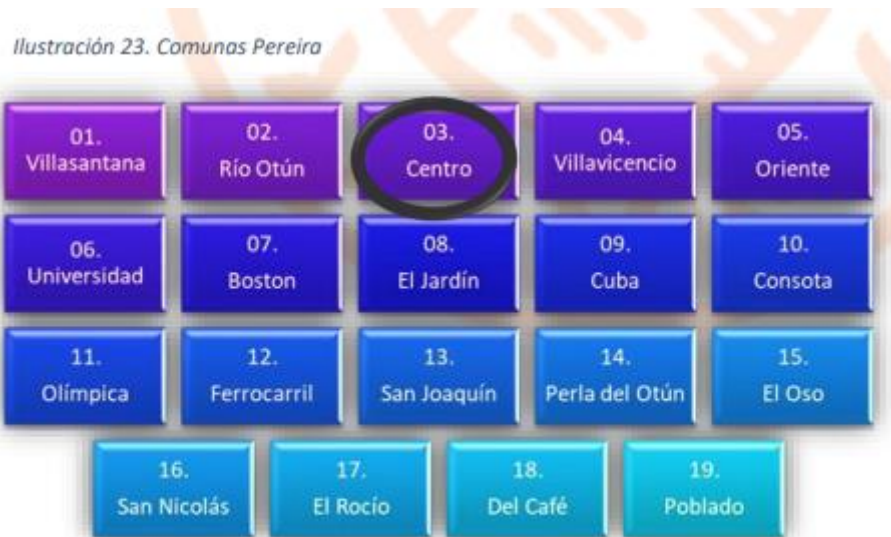 Ilustración 23. Comunas Pereira
01.
Villasantana
02.
Río Otún
03.
Centro
04.
Villavicencio
05.
Oriente
06.
Universidad
07.
Boston
08.
El Jardín
09.
Cuba
10.
Consota
11.
Olímpica
12.
Ferrocarril
13.
San Joaquín
14.
Perla del Otún
15.
El Oso
16.
San Nicolás
17.
El Rocío
18.
Del Café
19.
Poblado